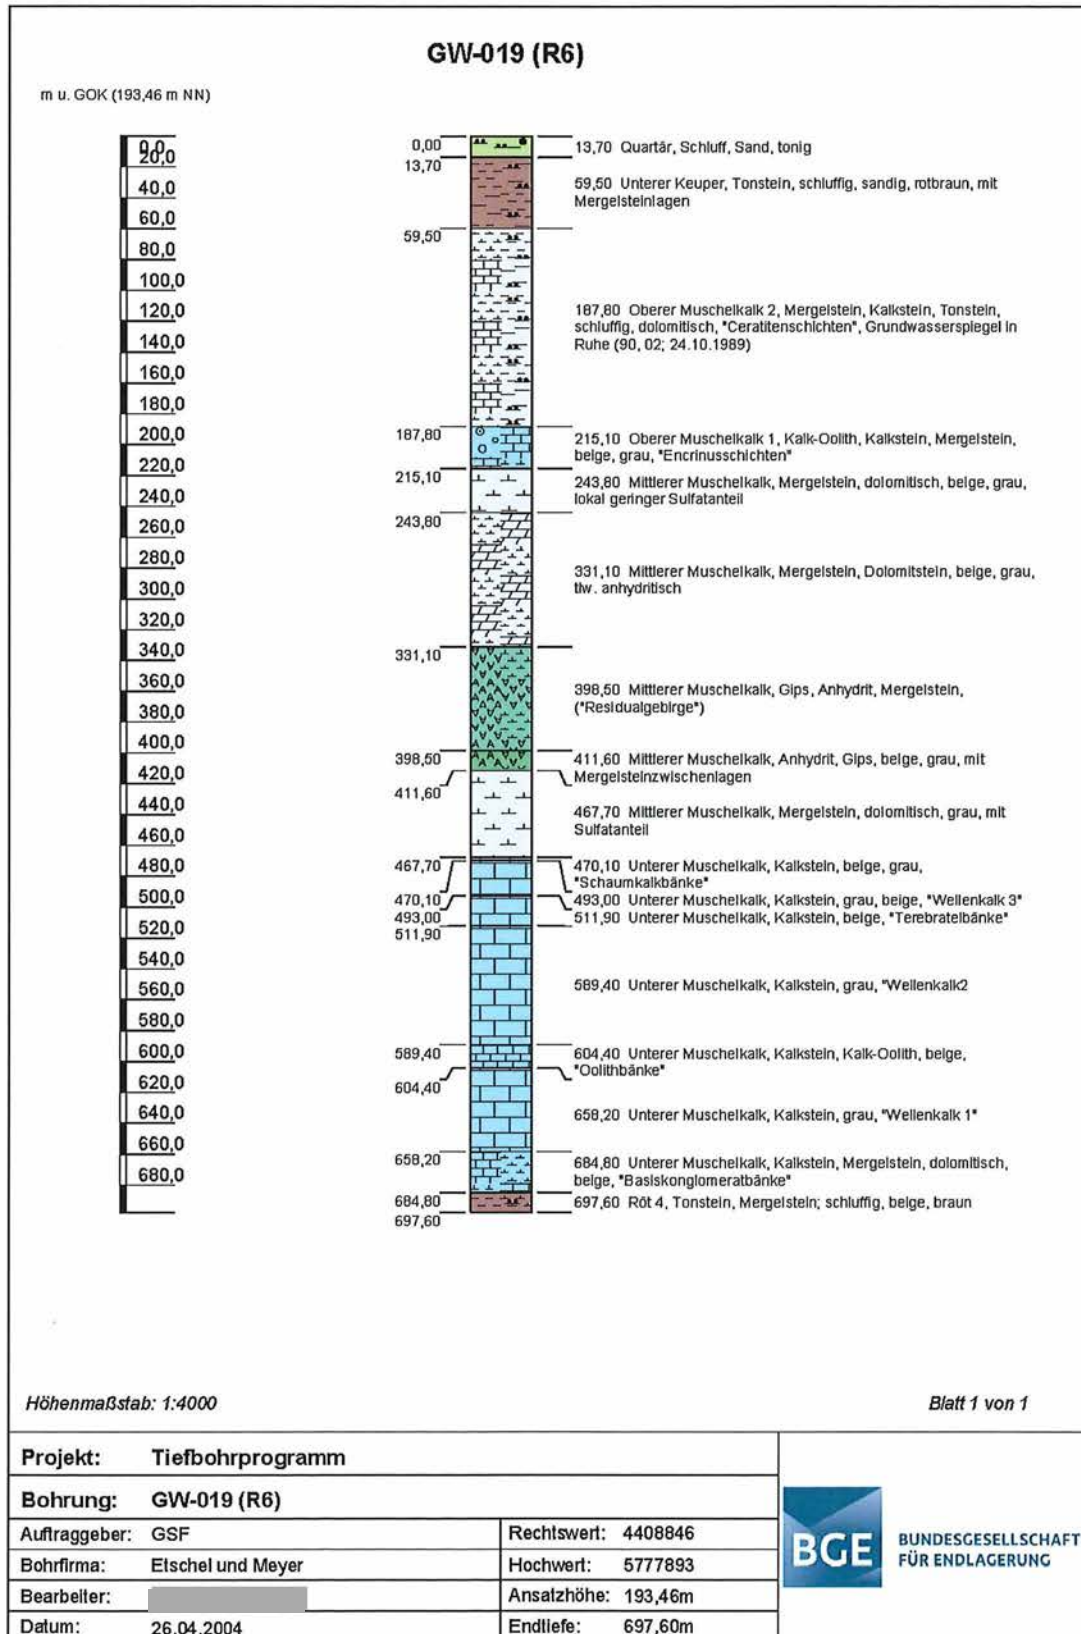 GW-019 (R6)
m u. GOK (193,46 m NN)
0,0
20,0
40,0
60,0
80,0
100,0
120,0
140,0
160,0
180,0
200,0
220,0
240,0
260,0
280,0
300,0
320,0
340,0
360,0
380,0
400,0
420,0
440,0
460,0
480,0
500,0
520,0
540,0
560,0
580,0
600,0
620,0
640,0
660,0
680,0
0,00
13,70
59,50
187,80
215,10
243,80
331,10
398,50
411,60
467,70
470,10
493,00
511,90
589,40
604,40
658,20
684,80
697,60
13,70 Quartär, Schluff, Sand, tonig
59,50 Unterer Keuper, Tonstein, schluffig, sandig, rotbraun, mit
Mergelsteinlagen
187,80 Oberer Muschelkalk 2, Mergelstein, Kalkstein, Tonstein,
schluffig, dolomitisch, "Ceratitenschichten", Grundwasserspiegel in
Ruhe (90, 02; 24.10.1989)
215,10 Oberer Muschelkalk 1, Kalk-Oolith, Kalkstein, Mergelstein,
beige, grau, "Encrinusschichten"
243,80 Mittlerer Muschelkalk, Mergelstein, dolomitisch, beige, grau,
lokal geringer Sulfatanteil
331,10 Mittlerer Muschelkalk, Mergelstein, Dolomitstein, beige, grau,
tlw. anhydritisch
398,50 Mittlerer Muschelkalk, Gips, Anhydrit, Mergelstein,
("Residualgebirge")
411,60 Mittlerer Muschelkalk, Anhydrit, Gips, beige, grau, mit
Mergelsteinzwischenlagen
467,70 Mittlerer Muschelkalk, Mergelstein, dolomitisch, grau, mit
Sulfatanteil
470,10 Unterer Muschelkalk, Kalkstein, beige, grau,
"Schaumkalkbänke"
493,00 Unterer Muschelkalk, Kalkstein, grau, beige, "Wellenkalk 3"
511,90 Unterer Muschelkalk, Kalkstein, beige, "Terebratelbänke"
589,40 Unterer Muschelkalk, Kalkstein, grau, "Wellenkalk2
604,40 Unterer Muschelkalk, Kalkstein, Kalk-Oolith, beige,
"Oolithbänke"
658,20 Unterer Muschelkalk, Kalkstein, grau, "Wellenkalk 1"
684,80 Unterer Muschelkalk, Kalkstein, Mergelstein, dolomitisch,
beige, "Basiskonglomeratbänke"
697,60 Röt 4, Tonstein, Mergelstein; schluffig, beige, braun
Höhenmaßstab: 1:4000
Blatt 1 von 1
Projekt: Tiefbohrprogramm
Bohrung: GW-019 (R6)
Auftraggeber: GSF
Rechtswert: 4408846
Bohrfirma: Etschel und Meyer
Hochwert: 5777893
Bearbeiter:
Ansatzhöhe: 193,46m
Datum: 26.04.2004
Endtiefe: 697,60m
BGE
BUNDESGESELLSCHAFT
FÜR ENDLAGERUNG